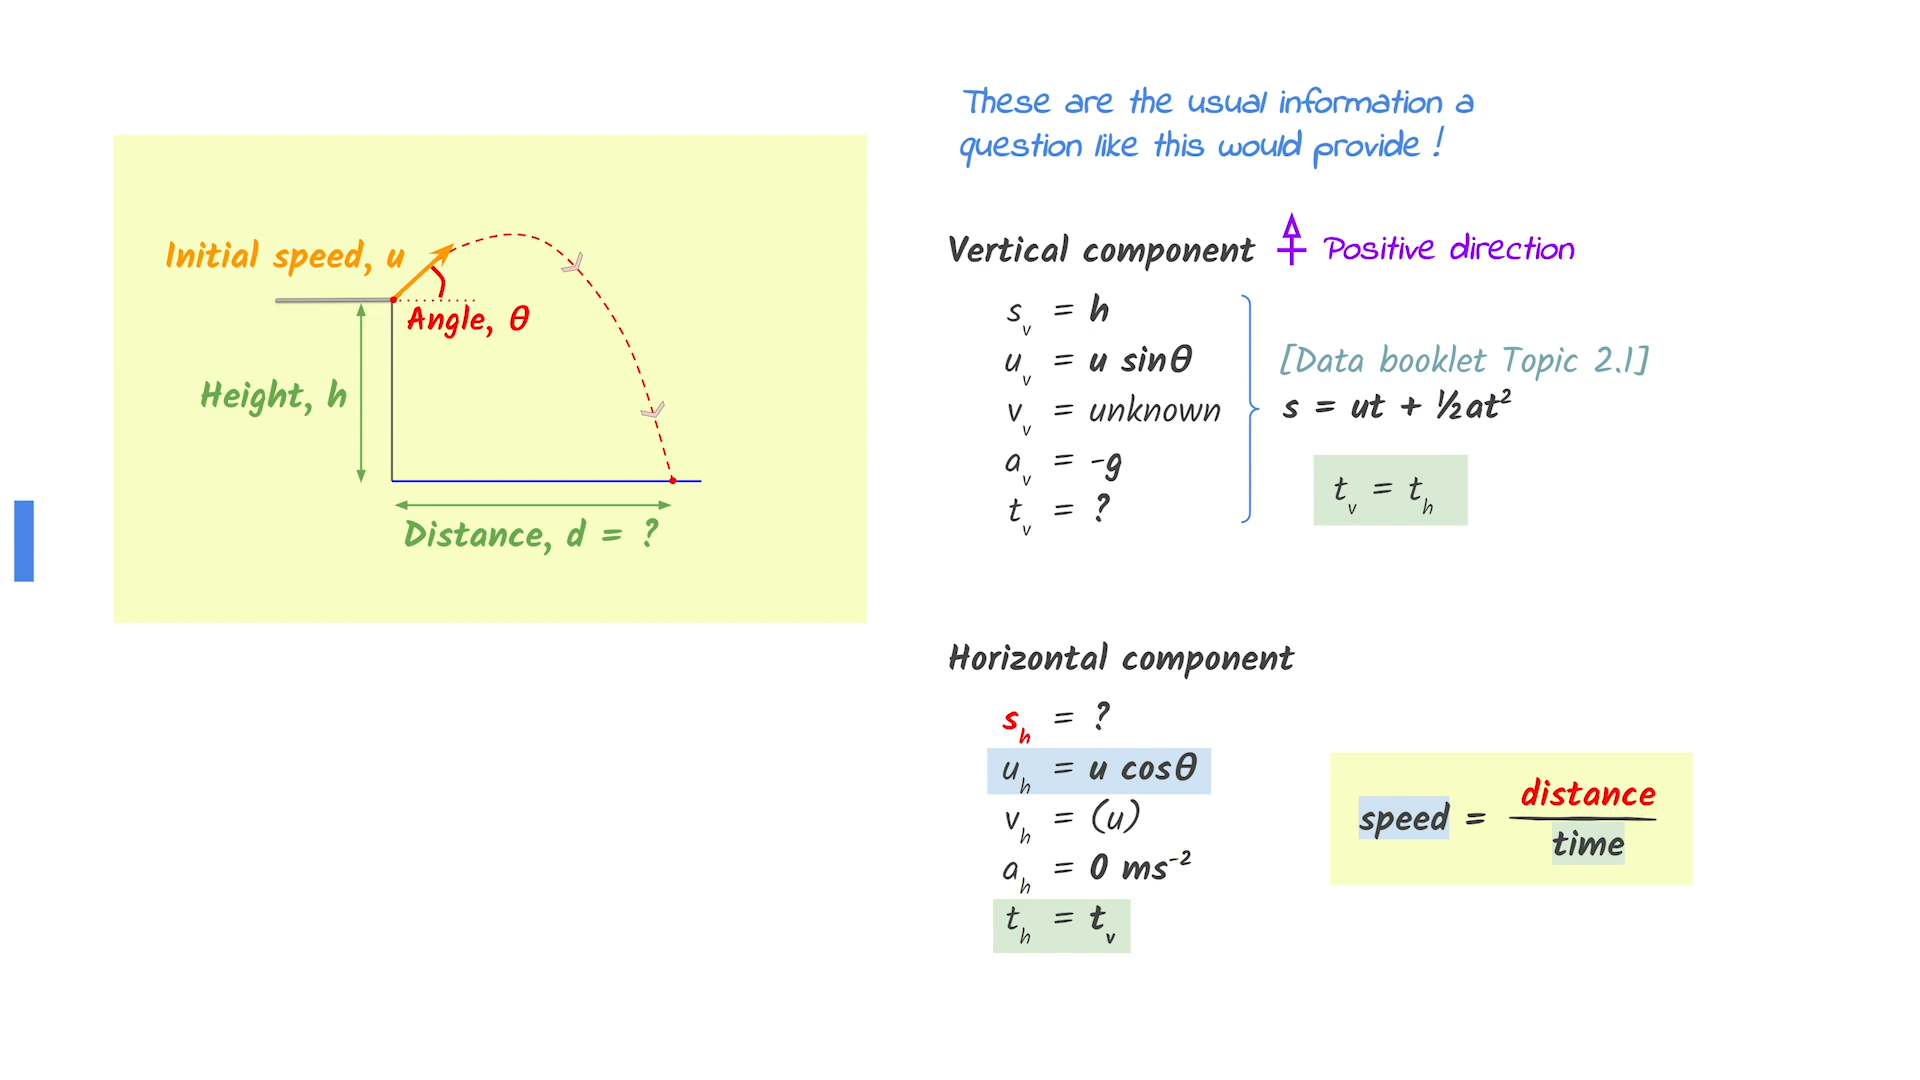 These are the usual information a
question like this would provide !
Initial speed, u
Angle, θ
Height, h
Distance, d = ?
Vertical component
Positive direction
s_v = h
u_v = u sinθ
v_v = unknown
a_v = -g
t_v = ?
[Data booklet Topic 2.1]
s = ut + ½at²
t_v = t_h
Horizontal component
s_h = ?
u_h = u cosθ
v_h = (u)
a_h = 0 ms⁻²
t_h = t_v
speed = distance
time